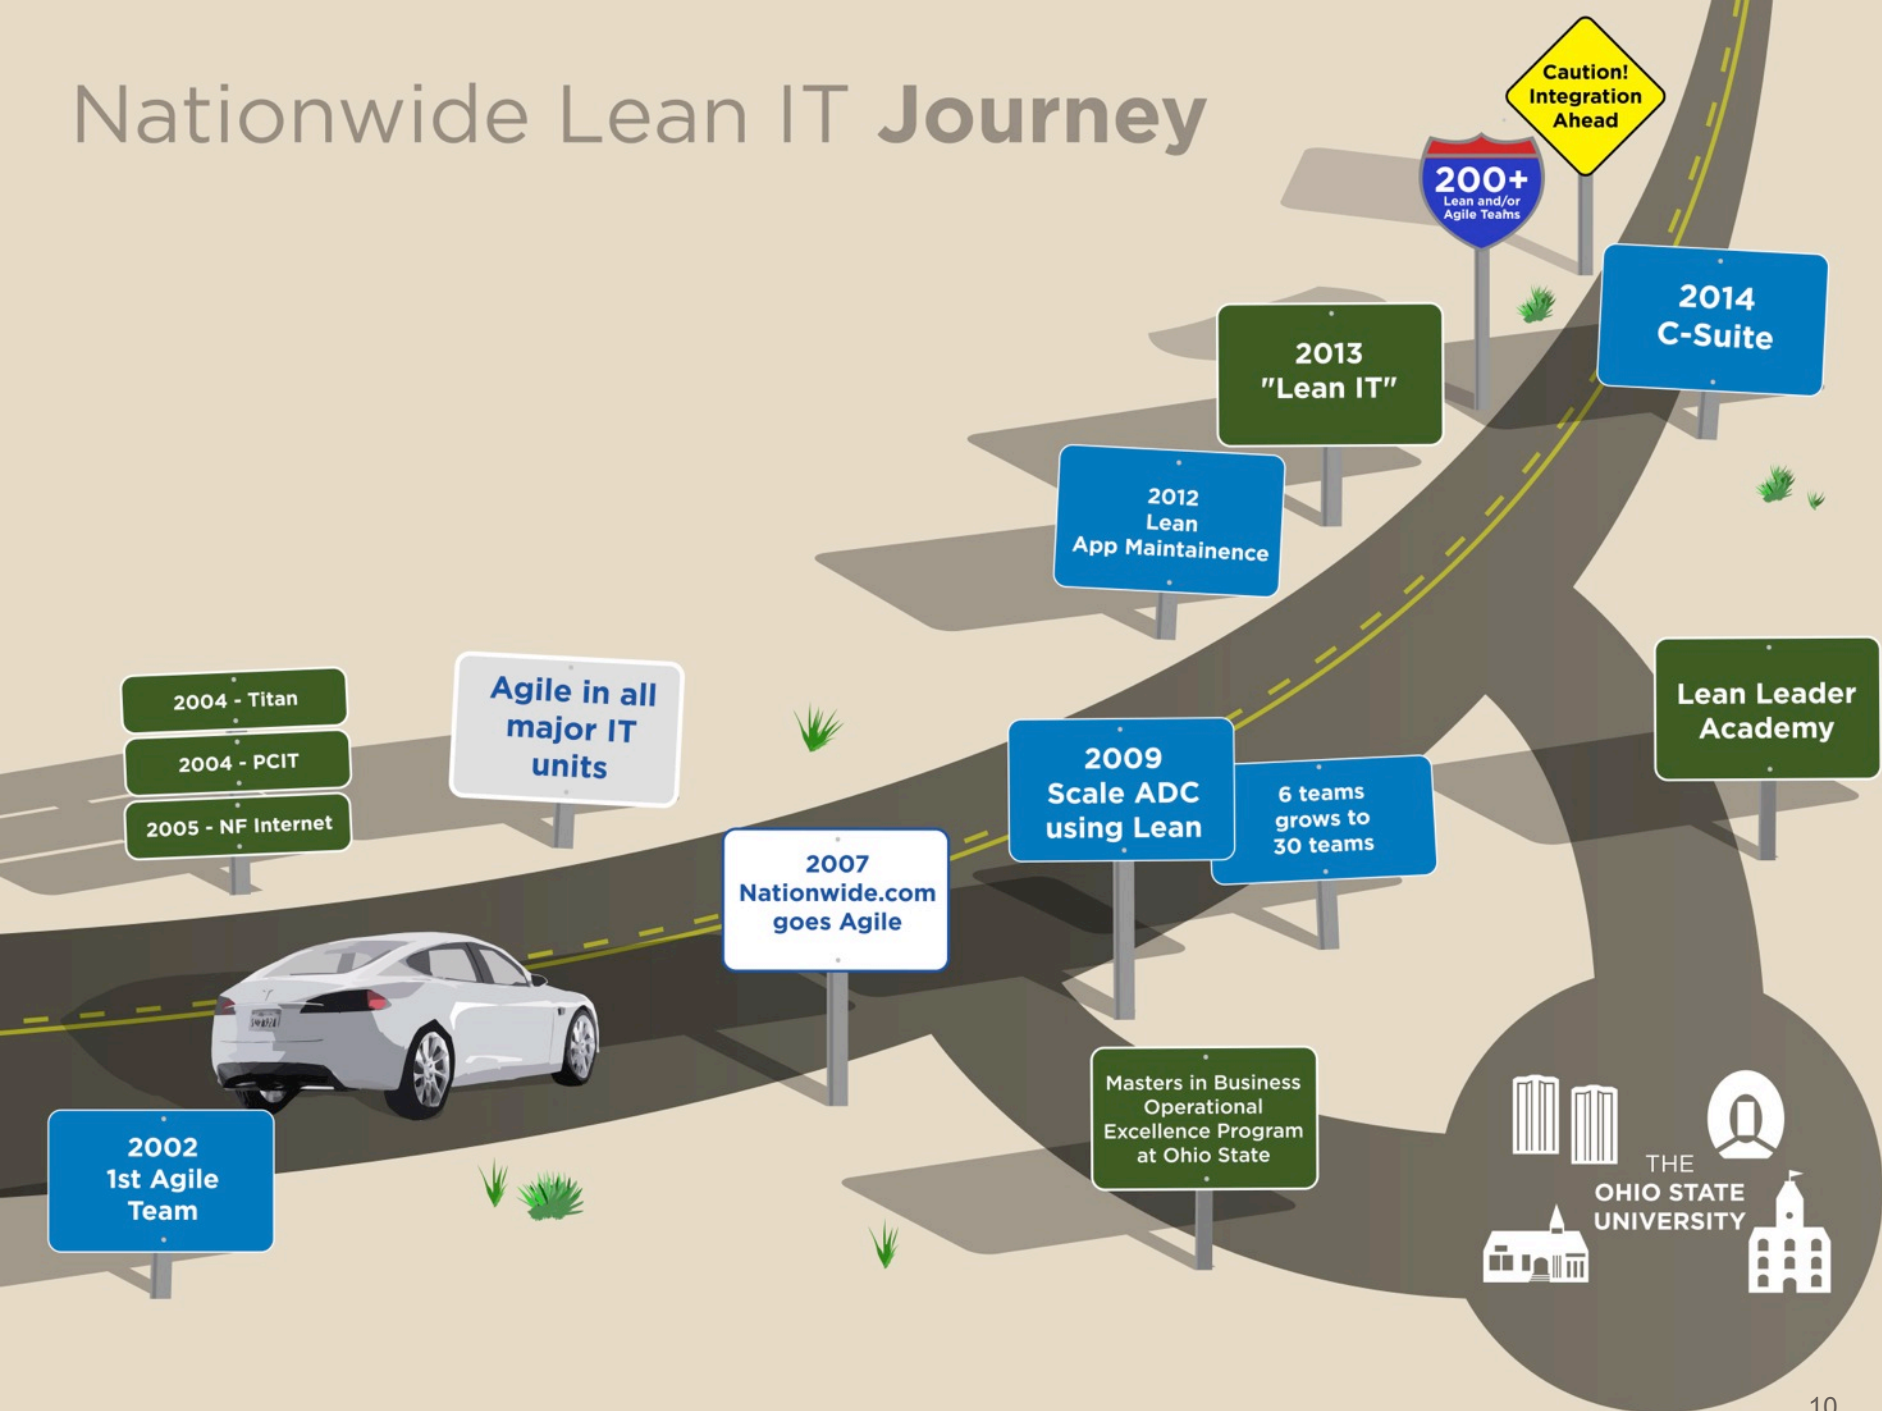 Nationwide Lean IT Journey
Caution!
Integration
Ahead
200+
Lean and/or
Agile Teams
2014
C-Suite
2013
"Lean IT"
2012
Lean
App Maintainence
Lean Leader
Academy
2004 - Titan
2004 - PCIT
2005 - NF Internet
Agile in all
major IT
units
2009
Scale ADC
using Lean
6 teams
grows to
30 teams
2007
Nationwide.com
goes Agile
Masters in Business
Operational
Excellence Program
at Ohio State
2002
1st Agile
Team
THE
OHIO STATE
UNIVERSITY
10